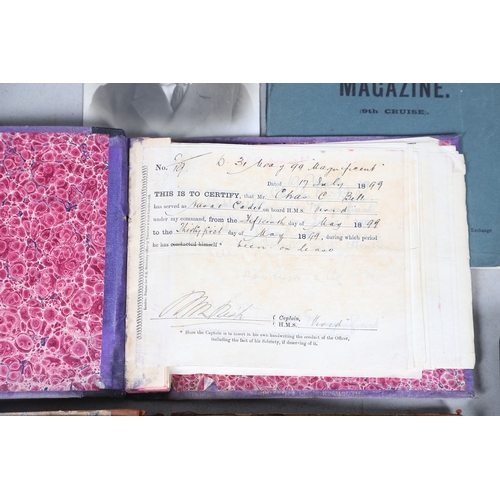 MAGAZINE.
(9th CRUISE).
No. D 31 May 99 "Magnificent"
Dated 17 July 1899
THIS IS TO CERTIFY, that Mr Chas C Bell
has served as Naval Cadet on board H.M.S.
under my command, from the Fifteenth day of May 1899
to the Thirty first day of May 1899, during which period
he has conducted himself * been on leave
Captain,
H.M.S.
* Here the Captain is to insert in his own handwriting the conduct of the Officer,
including the fact of his Sobriety, if deserving of it.
Exchange